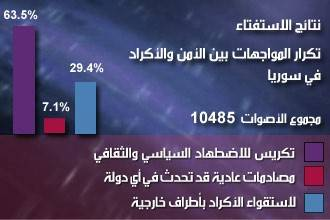 نتائج الاستفتاء
تكرار المواجهات بين الأمن والأكراد
في سوريا
63.5%
7.1%
29.4%
مجموع الأصوات 10485
تكريس للاضطهاد السياسي والثقافي
مصادمات عادية قد تحدث في أي دولة
لاستقواء الأكراد بأطراف خارجية